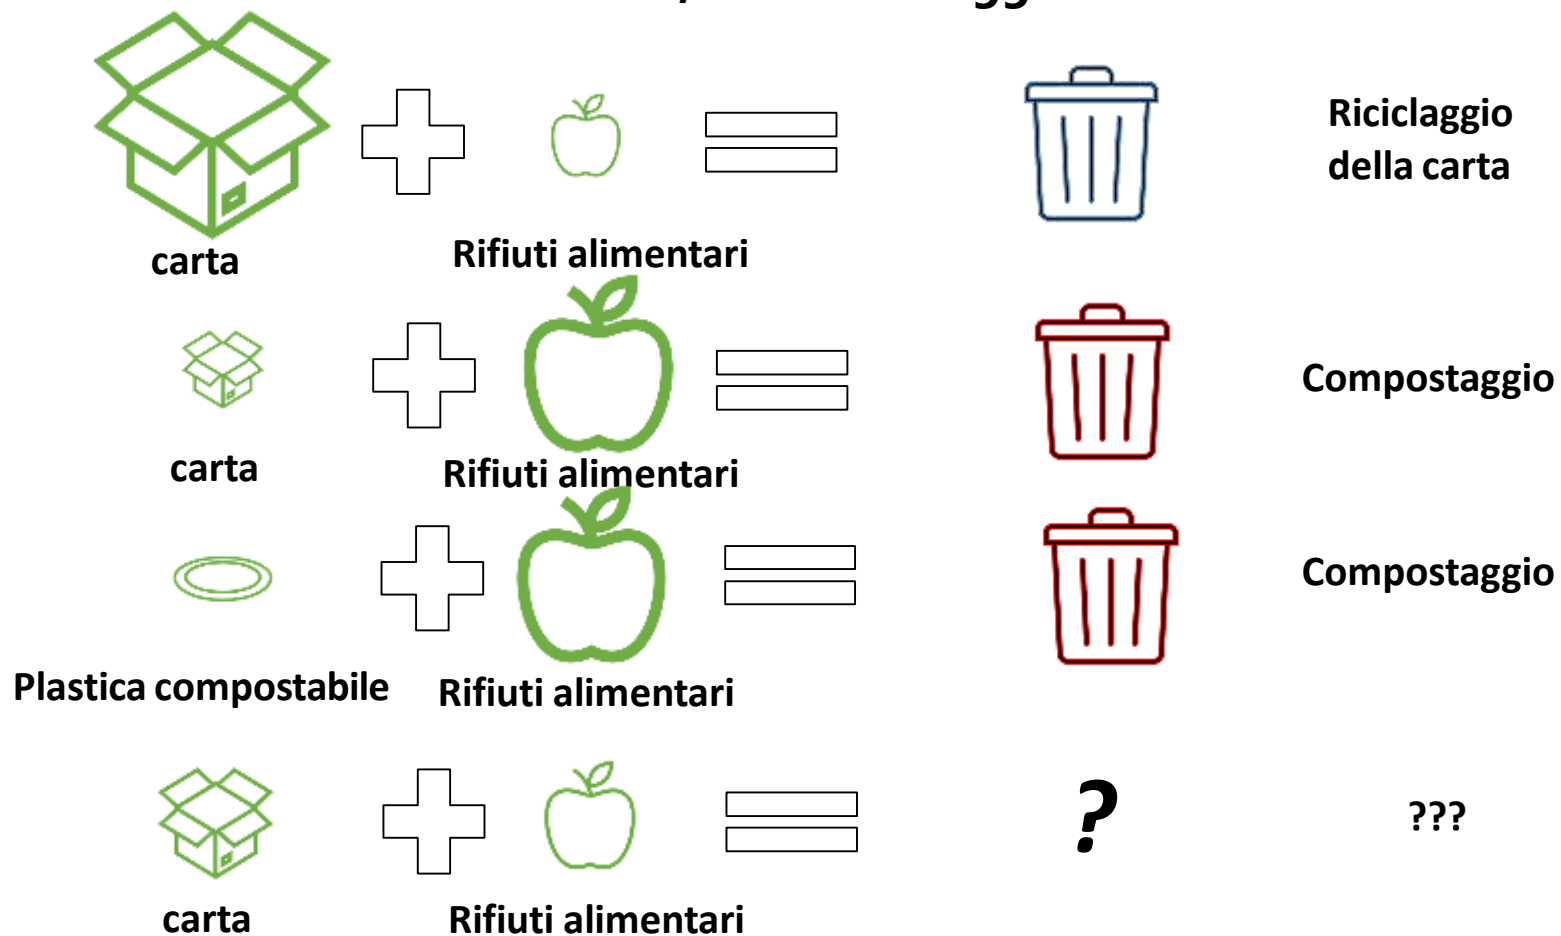 Riciclaggio
della carta
carta
Rifiuti alimentari
Compostaggio
carta
Rifiuti alimentari
Compostaggio
Plastica compostabile
Rifiuti alimentari
?
???
carta
Rifiuti alimentari